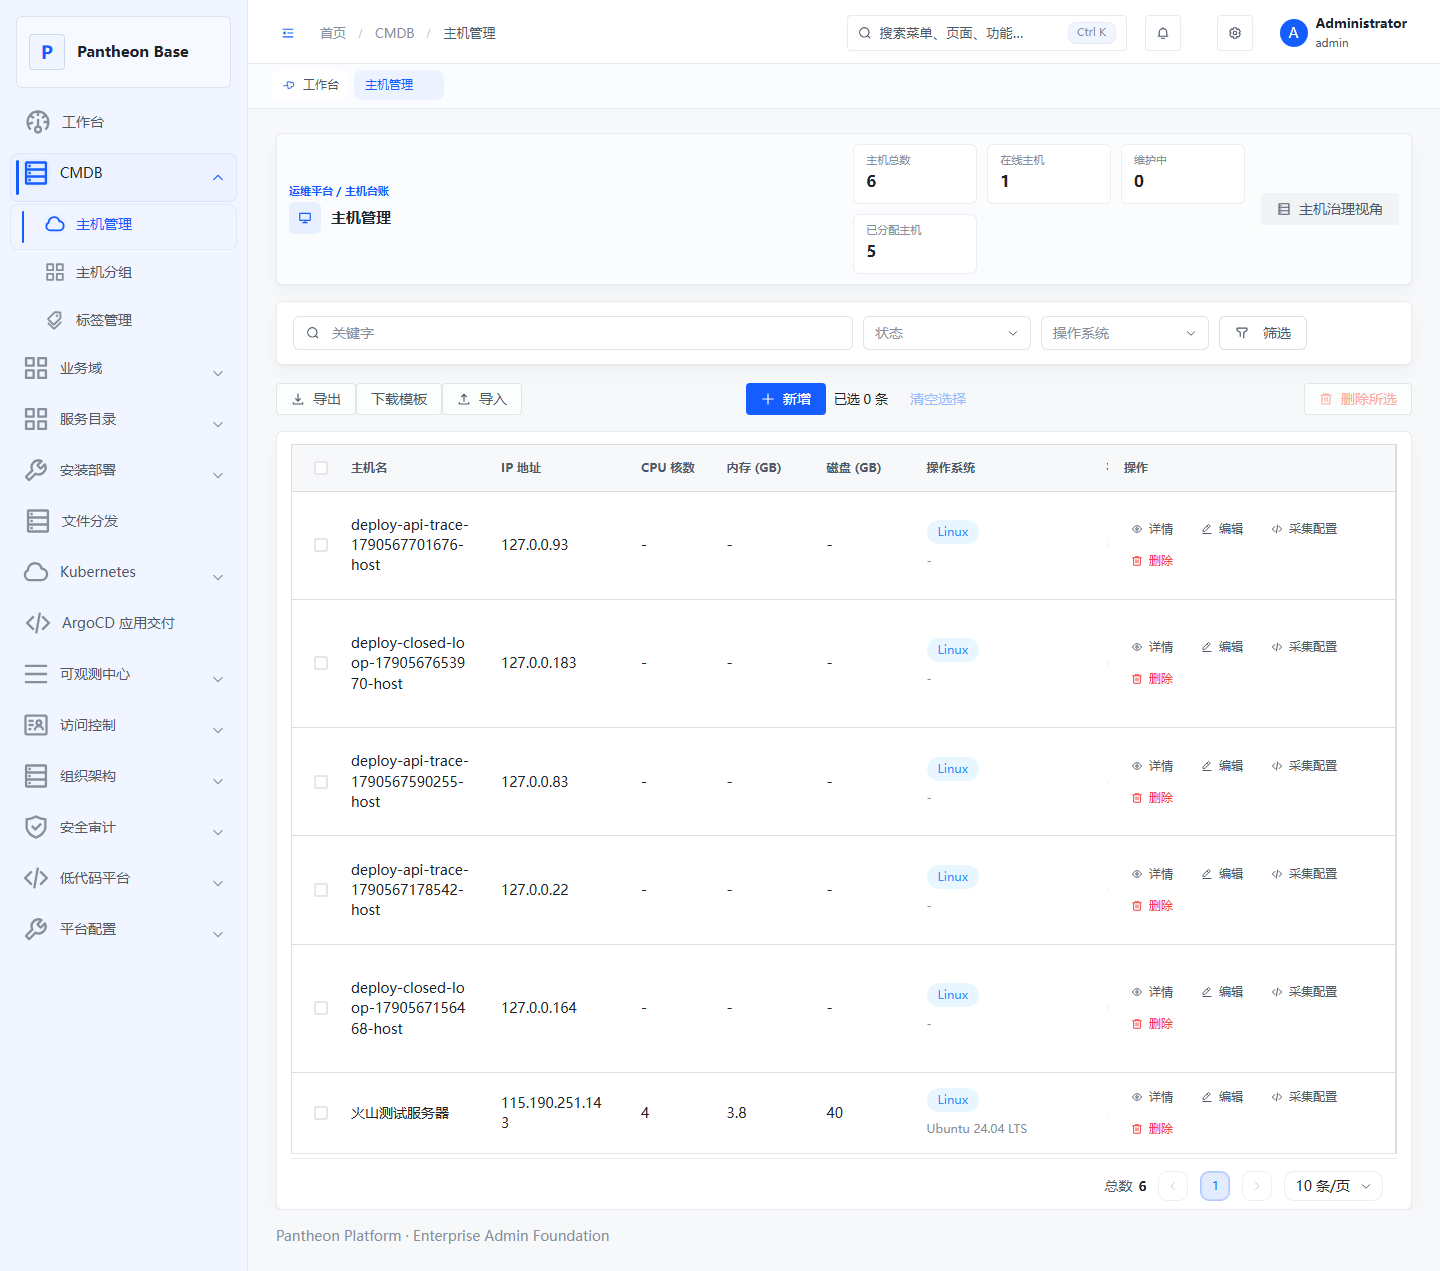 P Pantheon Base
工作台
CMDB
主机管理
主机分组
标签管理
业务域
服务目录
安装部署
文件分发
Kubernetes
ArgoCD 应用交付
可观测中心
访问控制
组织架构
安全审计
低代码平台
平台配置
首页 / CMDB / 主机管理
搜索菜单、页面、功能... Ctrl K
A Administrator
admin
工作台 主机管理
运维平台 / 主机台账
主机管理
主机总数
6
在线主机
1
维护中
0
已分配主机
5
主机治理视角
关键字 状态 操作系统 筛选
导出 下载模板 导入 新增 已选 0 条 清空选择 删除所选
主机名 IP 地址 CPU 核数 内存 (GB) 磁盘 (GB) 操作系统 操作
deploy-api-trace-
1790567701676-
host
127.0.0.93 - - - Linux
-
详情 编辑 采集配置
删除
deploy-closed-lo
op-17905676539
70-host
127.0.0.183 - - - Linux
-
详情 编辑 采集配置
删除
deploy-api-trace-
1790567590255-
host
127.0.0.83 - - - Linux
-
详情 编辑 采集配置
删除
deploy-api-trace-
1790567178542-
host
127.0.0.22 - - - Linux
-
详情 编辑 采集配置
删除
deploy-closed-lo
op-17905671564
68-host
127.0.0.164 - - - Linux
-
详情 编辑 采集配置
删除
火山测试服务器
115.190.251.14
3
4 3.8 40 Linux
Ubuntu 24.04 LTS
详情 编辑 采集配置
删除
总数 6 1 10 条/页
Pantheon Platform · Enterprise Admin Foundation